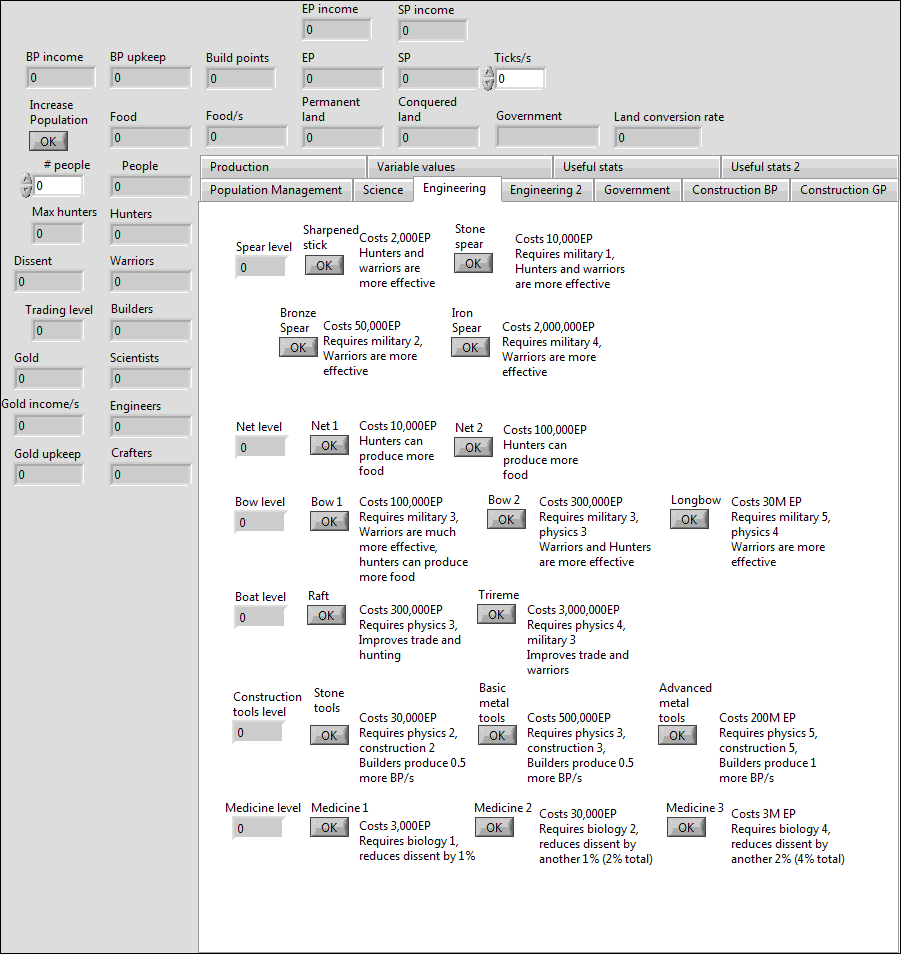 EP income
SP income
0
0
BP income
BP upkeep
Build points
EP
SP
Ticks/s
0
0
0
0
0
0
Increase
Population
OK
Food
0
Food/s
0
Permanent
land
0
Conquered
land
0
Government
Land conversion rate
0
# people
0
People
0
Max hunters
0
Hunters
0
Dissent
0
Warriors
0
Trading level
0
Builders
0
Gold
0
Scientists
0
Gold income/s
0
Engineers
0
Gold upkeep
0
Crafters
0
Production
Variable values
Useful stats
Useful stats 2
Population Management
Science
Engineering
Engineering 2
Government
Construction BP
Construction GP
Spear level
0
Sharpened
stick
OK
Costs 2,000EP
Hunters and
warriors are
more effective
Stone
spear
OK
Costs 10,000EP
Requires military 1,
Hunters and warriors
are more effective
Bronze
Spear
OK
Costs 50,000EP
Requires military 2,
Warriors are more
effective
Iron
Spear
OK
Costs 2,000,000EP
Requires military 4,
Warriors are more
effective
Net level
0
Net 1
OK
Costs 10,000EP
Hunters can
produce more
food
Net 2
OK
Costs 100,000EP
Hunters can
produce more
food
Bow level
0
Bow 1
OK
Costs 100,000EP
Requires military 3,
Warriors are much
more effective,
hunters can produce
more food
Bow 2
OK
Costs 300,000EP
Requires military 3,
physics 3
Warriors and Hunters
are more effective
Longbow
OK
Costs 30M EP
Requires military 5,
physics 4
Warriors are more
effective
Boat level
0
Raft
OK
Costs 300,000EP
Requires physics 3,
Improves trade and
hunting
Trireme
OK
Costs 3,000,000EP
Requires physics 4,
military 3
Improves trade and
warriors
Construction
tools level
0
Stone
tools
OK
Costs 30,000EP
Requires physics 2,
construction 2
Builders produce 0.5
more BP/s
Basic
metal
tools
OK
Costs 500,000EP
Requires physics 3,
construction 3,
Builders produce 0.5
more BP/s
Advanced
metal
tools
OK
Costs 200M EP
Requires physics 5,
construction 5,
Builders produce 1
more BP/s
Medicine level
0
Medicine 1
OK
Costs 3,000EP
Requires biology 1,
reduces dissent by 1%
Medicine 2
OK
Costs 30,000EP
Requires biology 2,
reduces dissent by
another 1% (2% total)
Medicine 3
OK
Costs 3M EP
Requires biology 4,
reduces dissent by
another 2% (4% total)